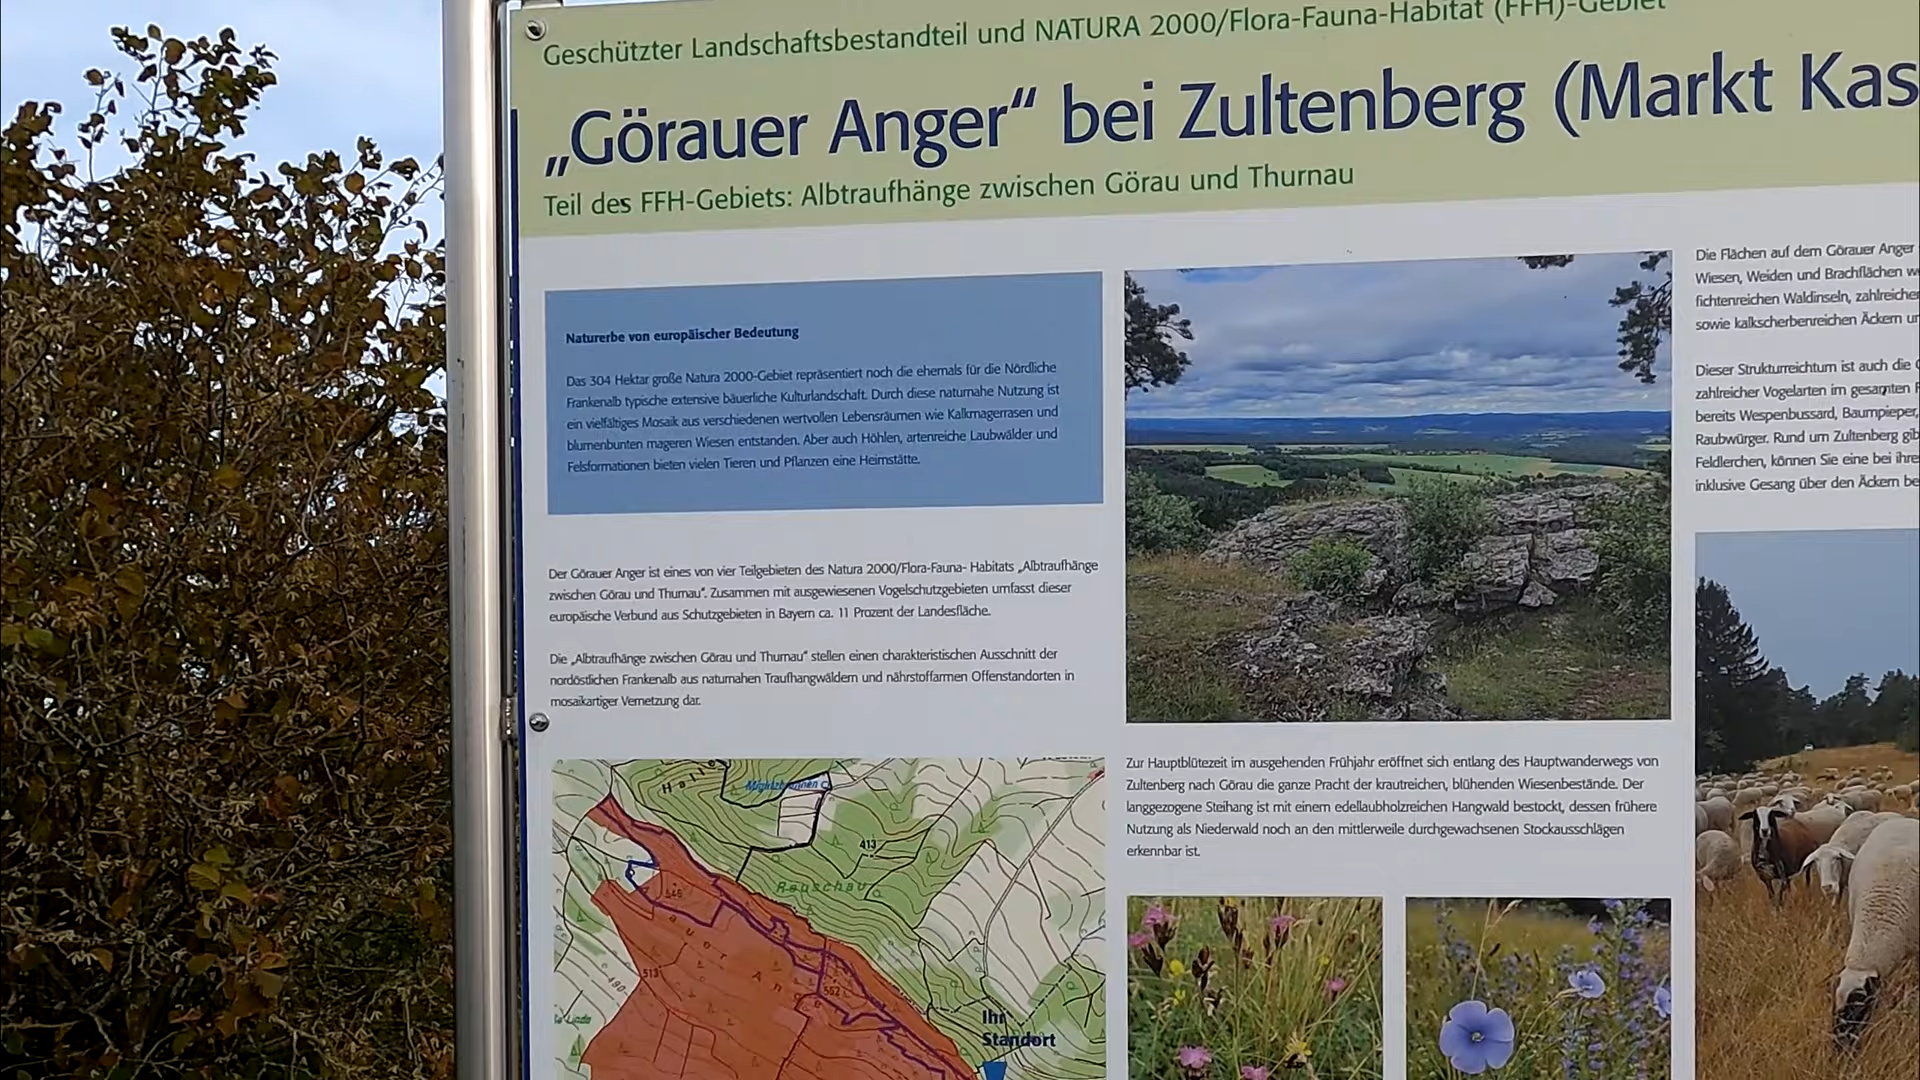 Geschützter Landschaftsbestandteil und NATURA 2000/Flora-Fauna-Habitat (FFH)-Gebiet
„Görauer Anger“ bei Zultenberg (Markt Kas
Teil des FFH-Gebiets: Albtraufhänge zwischen Görau und Thurnau
Naturerbe von europäischer Bedeutung
Das 304 Hektar große Natura 2000-Gebiet repräsentiert noch die ehemals für die Nördliche
Frankenalb typische extensive bäuerliche Kulturlandschaft. Durch diese naturnahe Nutzung ist
ein vielfältiges Mosaik aus verschiedenen wertvollen Lebensräumen wie Kalkmagerrasen und
blumenbunten mageren Wiesen entstanden. Aber auch Höhlen, artenreiche Laubwälder und
Felsformationen bieten vielen Tieren und Pflanzen eine Heimstätte.
Der Görauer Anger ist eines von vier Teilgebieten des Natura 2000/Flora-Fauna- Habitats „Albtraufhänge
zwischen Görau und Thurnau“. Zusammen mit ausgewiesenen Vogelschutzgebieten umfasst dieser
europäische Verbund aus Schutzgebieten in Bayern ca. 11 Prozent der Landesfläche.
Die „Albtraufhänge zwischen Görau und Thurnau“ stellen einen charakteristischen Ausschnitt der
nordöstlichen Frankenalb aus naturnahen Traufhangwäldern und nährstoffarmen Offenstandorten in
mosaikartiger Vernetzung dar.
413
Rauschau
546
513
490
552
Ihr
Standort
Zur Hauptblütezeit im ausgehenden Frühjahr eröffnet sich entlang des Hauptwanderwegs von
Zultenberg nach Görau die ganze Pracht der krautreichen, blühenden Wiesenbestände. Der
langgezogene Steilhang ist mit einem edellaubholzreichen Hangwald bestockt, dessen frühere
Nutzung als Niederwald noch an den mittlerweile durchgewachsenen Stockausschlägen
erkennbar ist.
Die Flächen auf dem Görauer Anger
Wiesen, Weiden und Brachflächen w
fichtenreichen Waldinseln, zahlreiche
sowie kalkscherbenreichen Äckern u
Dieser Strukturreichtum ist auch die
zahlreicher Vogelarten im gesamten
bereits Wespenbussard, Baumpieper,
Raubwürger. Rund um Zultenberg gib
Feldlerchen, können Sie eine bei ihre
inklusive Gesang über den Äckern be